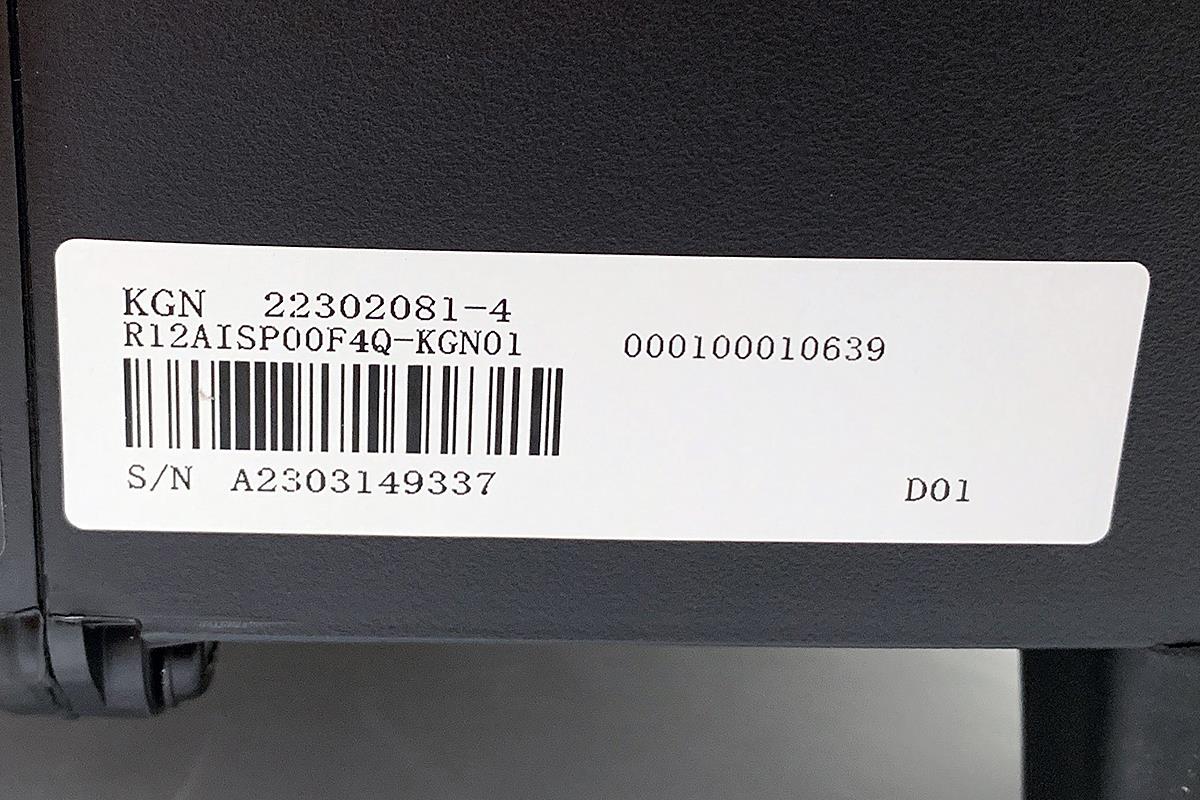 KGN 22302081-4
R12AISP00F4Q-KGN01 000100010639
S/N A2303149337 D01